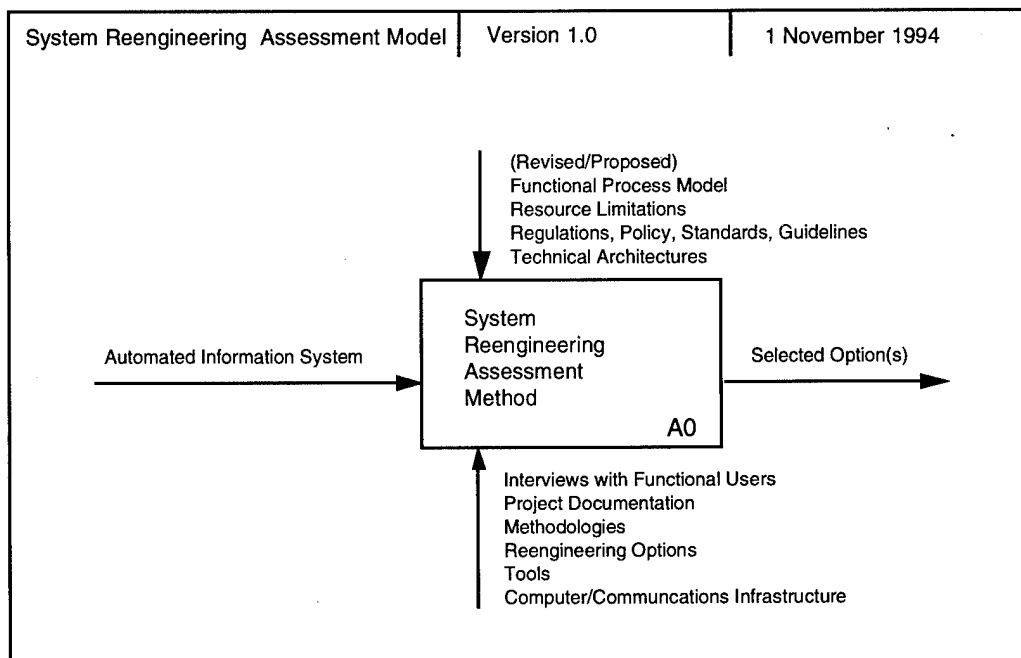 System Reengineering Assessment Model
Version 1.0
1 November 1994
(Revised/Proposed)
Functional Process Model
Resource Limitations
Regulations, Policy, Standards, Guidelines
Technical Architectures
System
Reengineering
Assessment
Method
A0
Automated Information System
Selected Option(s)
Interviews with Functional Users
Project Documentation
Methodologies
Reengineering Options
Tools
Computer/Communcations Infrastructure